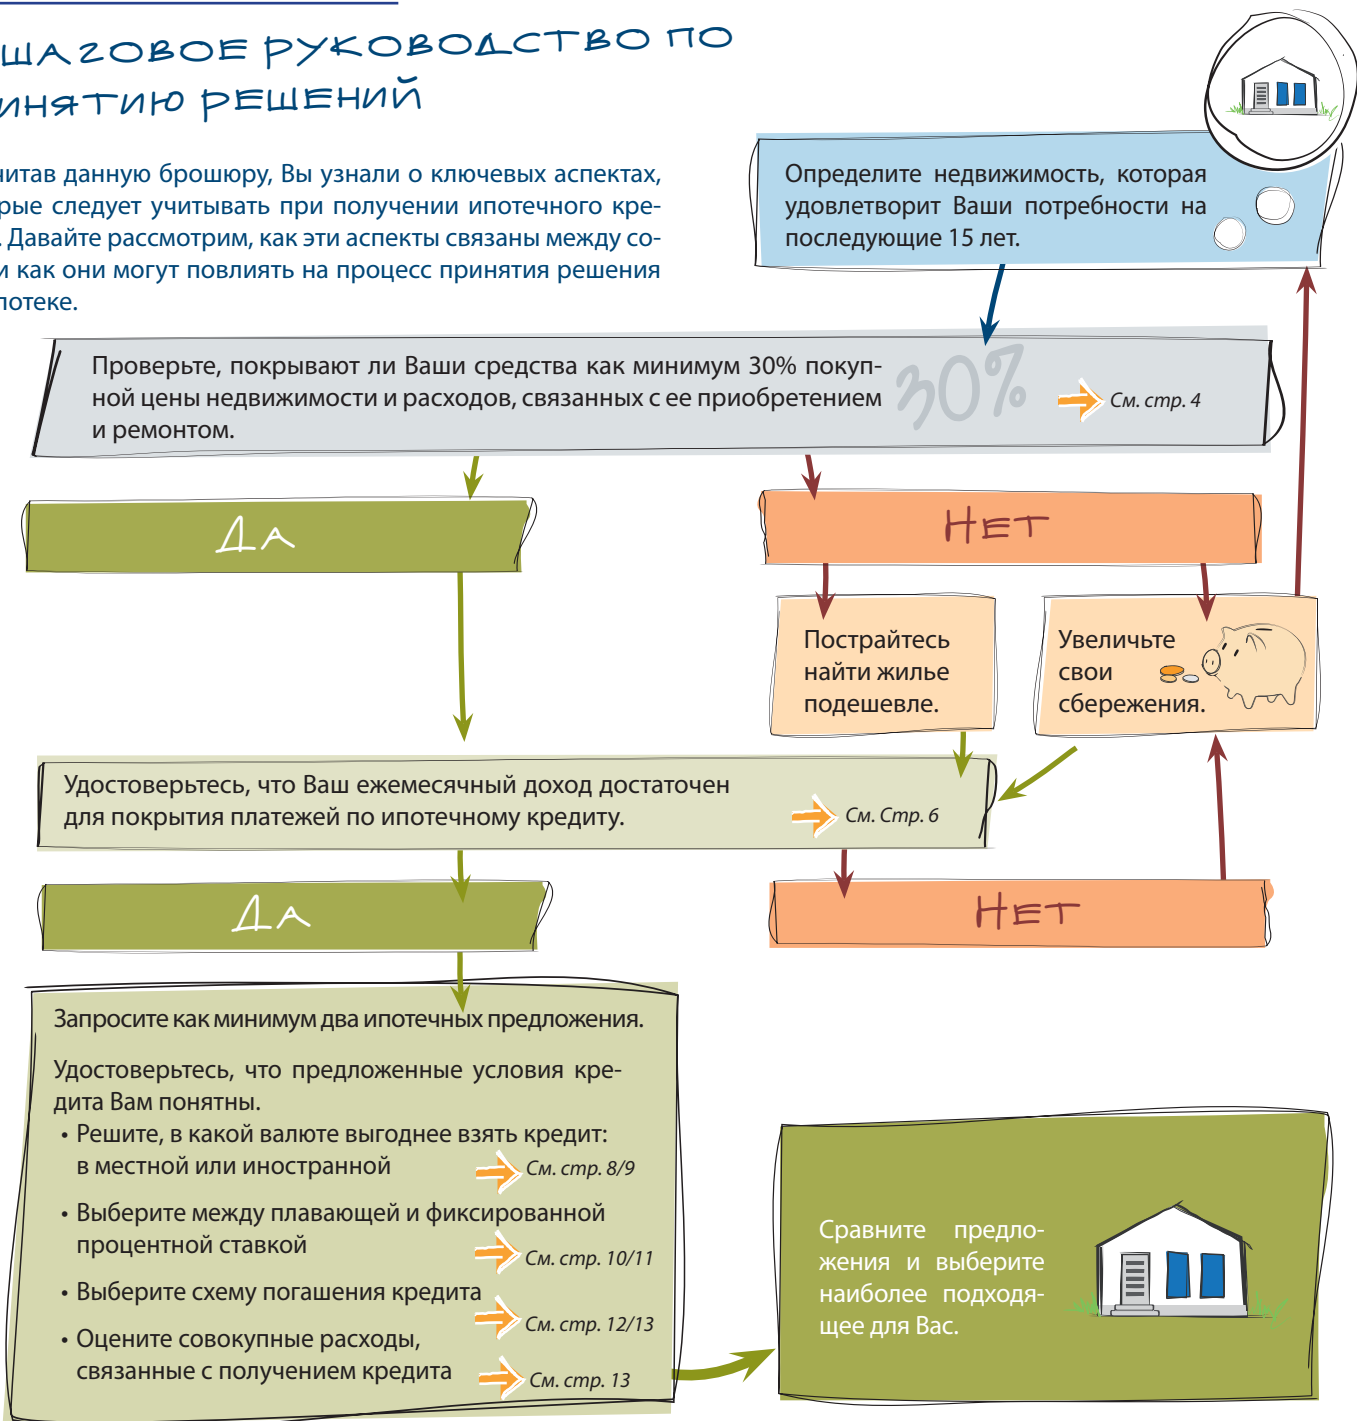 ШАГОВОЕ РУКОВОДСТВО ПО
ИНЯТИЮ РЕШЕНИЙ
читав данную брошюру, Вы узнали о ключевых аспектах,
рые следует учитывать при получении ипотечного кре-
. Давайте рассмотрим, как эти аспекты связаны между со-
и как они могут повлиять на процесс принятия решения
потеке.
Определите недвижимость, которая
удовлетворит Ваши потребности на
последующие 15 лет.
Проверьте, покрывают ли Ваши средства как минимум 30% покуп-
ной цены недвижимости и расходов, связанных с ее приобретением
и ремонтом.
30%
См. стр. 4
ДА
НЕТ
Пострайтесь
найти жилье
подешевле.
Увеличьте
свои
сбережения.
Удостоверьтесь, что Ваш ежемесячный доход достаточен
для покрытия платежей по ипотечному кредиту.
См. Стр. 6
ДА
НЕТ
Запросите как минимум два ипотечных предложения.
Удостоверьтесь, что предложенные условия кре-
дита Вам понятны.
• Решите, в какой валюте выгоднее взять кредит:
в местной или иностранной
См. стр. 8/9
• Выберите между плавающей и фиксированной
процентной ставкой
См. стр. 10/11
• Выберите схему погашения кредита
См. стр. 12/13
• Оцените совокупные расходы,
связанные с получением кредита
См. стр. 13
Сравните предло-
жения и выберите
наиболее подходя-
щее для Вас.